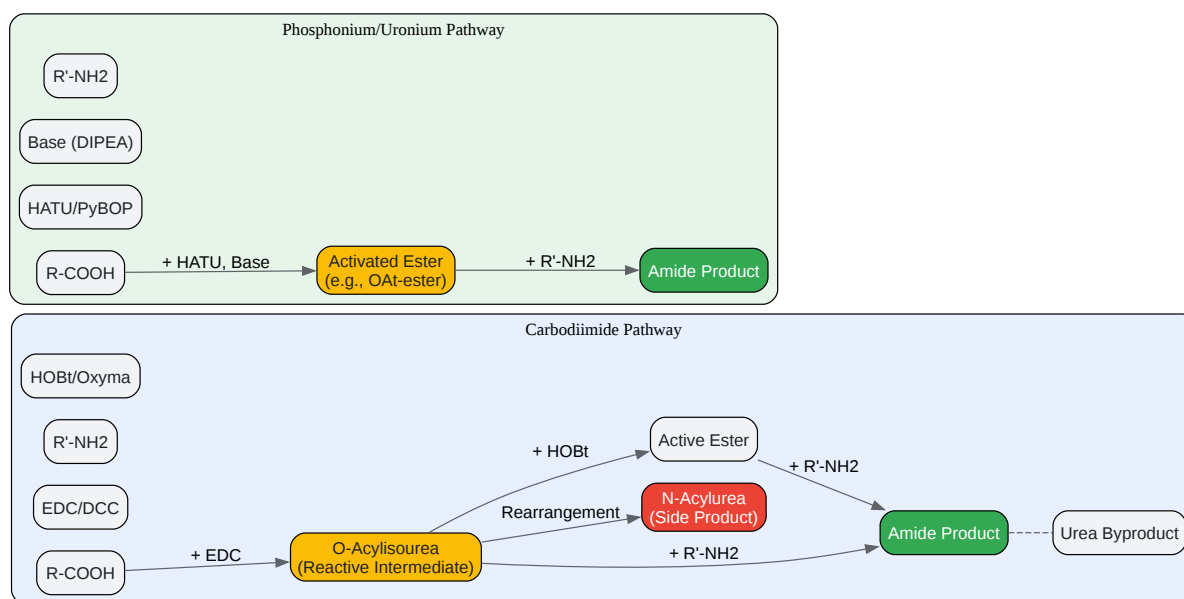 Phosphonium/Uronium Pathway
R'-NH2
Base (DIPEA)
HATU/PyBOP
R-COOH
+ HATU, Base
Activated Ester
(e.g., OAt-ester)
+ R'-NH2
Amide Product
Carbodiimide Pathway
HOBt/Oxyma
R'-NH2
EDC/DCC
R-COOH
+ EDC
O-Acylisourea
(Reactive Intermediate)
+ HOBt
Active Ester
+ R'-NH2
Rearrangement
N-Acylurea
(Side Product)
+ R'-NH2
Amide Product
Urea Byproduct